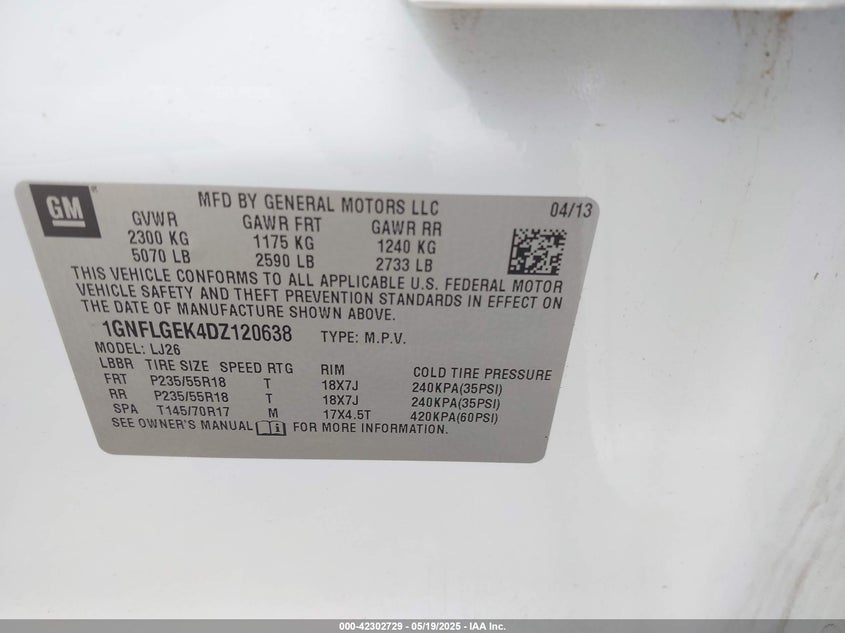 GM
MFD BY GENERAL MOTORS LLC 04/13
GVWR GAWR FRT GAWR RR
2300 KG 1175 KG 1240 KG
5070 LB 2590 LB 2733 LB
THIS VEHICLE CONFORMS TO ALL APPLICABLE U.S. FEDERAL MOTOR
VEHICLE SAFETY AND THEFT PREVENTION STANDARDS IN EFFECT ON
THE DATE OF MANUFACTURE SHOWN ABOVE.
1GNFLGEK4DZ120638 TYPE: M.P.V.
MODEL: LJ26
LBBR TIRE SIZE SPEED RTG RIM COLD TIRE PRESSURE
FRT P235/55R18 T 18X7J 240KPA(35PSI)
RR P235/55R18 T 18X7J 240KPA(35PSI)
SPA T145/70R17 M 17X4.5T 420KPA(60PSI)
SEE OWNER'S MANUAL FOR MORE INFORMATION.
000-42302729 - 05/19/2025 - IAA Inc.